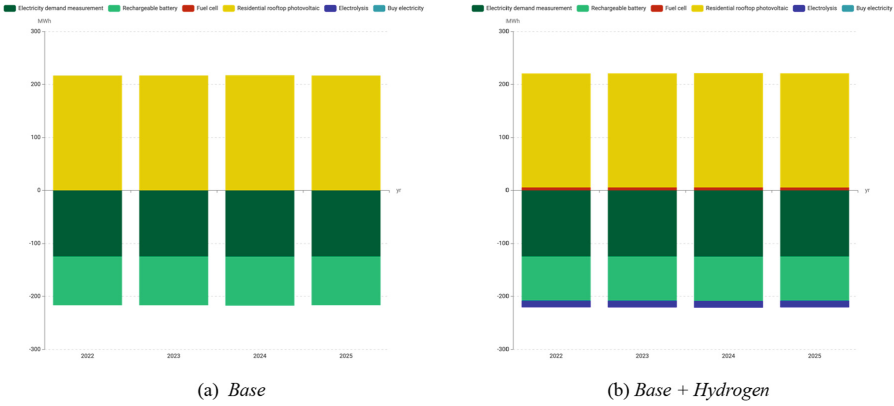 Electricity demand measurement Rechargeable battery Fuel cell Residential rooftop photovoltaic Electrolysis Buy electricity
MWh
300
200
100
0
-100
-200
-300
yr
2022 2023 2024 2025
(a) Base
Electricity demand measurement Rechargeable battery Fuel cell Residential rooftop photovoltaic Electrolysis Buy electricity
MWh
300
200
100
0
-100
-200
-300
yr
2022 2023 2024 2025
(b) Base + Hydrogen